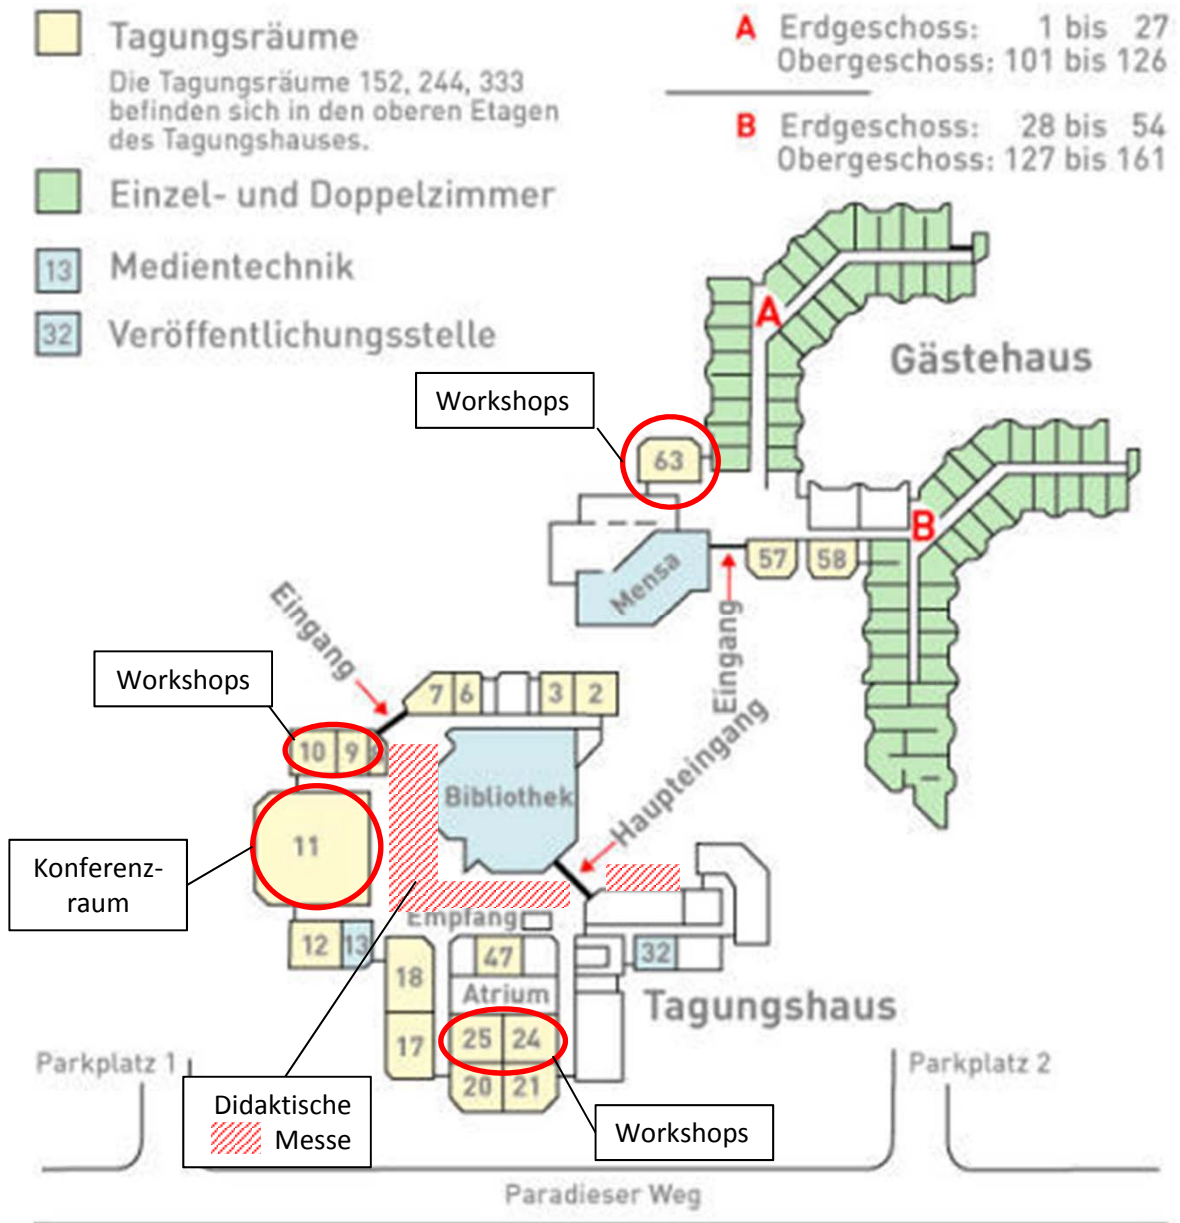 Tagungsräume
Die Tagungsräume 152, 244, 333
befinden sich in den oberen Etagen
des Tagungshauses.
Einzel- und Doppelzimmer
13 Medientechnik
32 Veröffentlichungsstelle
A Erdgeschoss: 1 bis 27
Obergeschoss: 101 bis 126
B Erdgeschoss: 28 bis 54
Obergeschoss: 127 bis 161
A
Gästehaus
Workshops
63
B
57
58
Mensa
Eingang
Eingang
Workshops
7
6
3
2
10
9
Haupteingang
Bibliothek
11
Konferenz-
raum
Empfang
12
13
47
32
18
Atrium
Tagungshaus
25
24
17
Parkplatz 1
Parkplatz 2
20
21
Didaktische
Messe
Workshops
Paradieser Weg